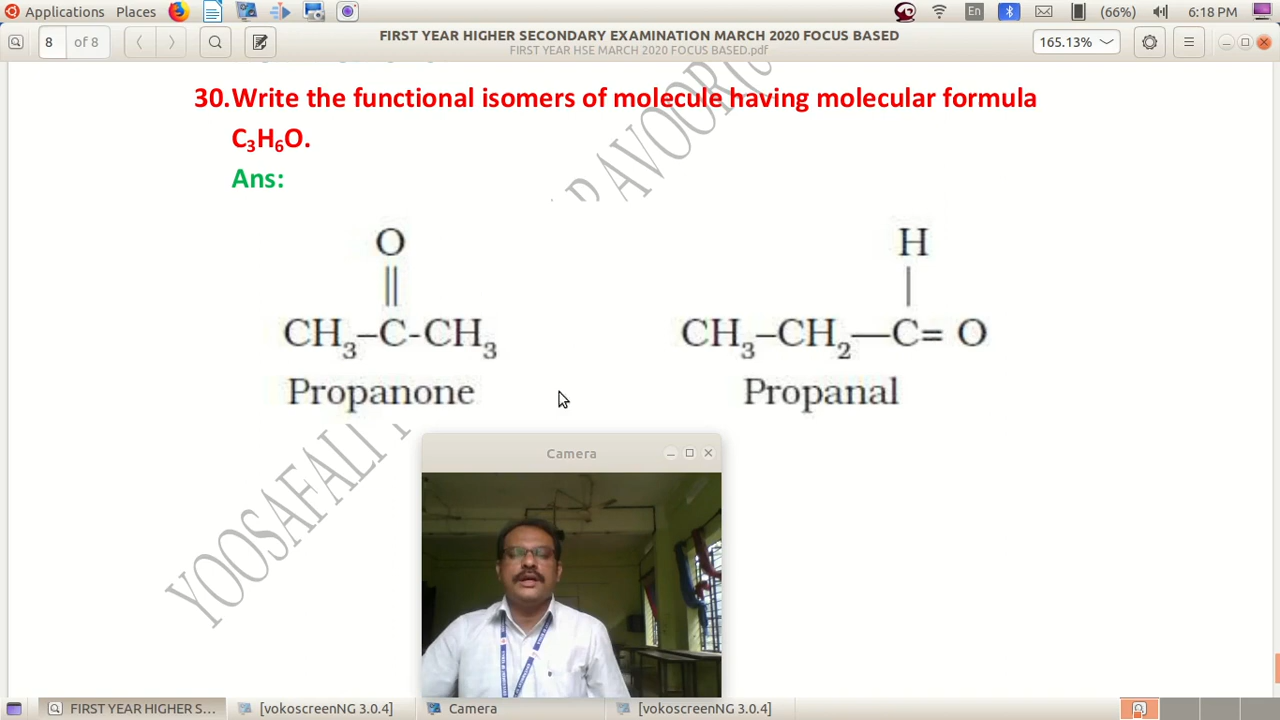 Applications Places En (66%) 6:18 PM
8 of 8 FIRST YEAR HIGHER SECONDARY EXAMINATION MARCH 2020 FOCUS BASED 165.13%
FIRST YEAR HSE MARCH 2020 FOCUS BASED.pdf
30. Write the functional isomers of molecule having molecular formula
C₃H₆O.
Ans:
O
||
CH₃–C-CH₃
Propanone
H
|
CH₃–CH₂—C= O
Propanal
Camera
FIRST YEAR HIGHER S... [vokoscreenNG 3.0.4] Camera [vokoscreenNG 3.0.4]